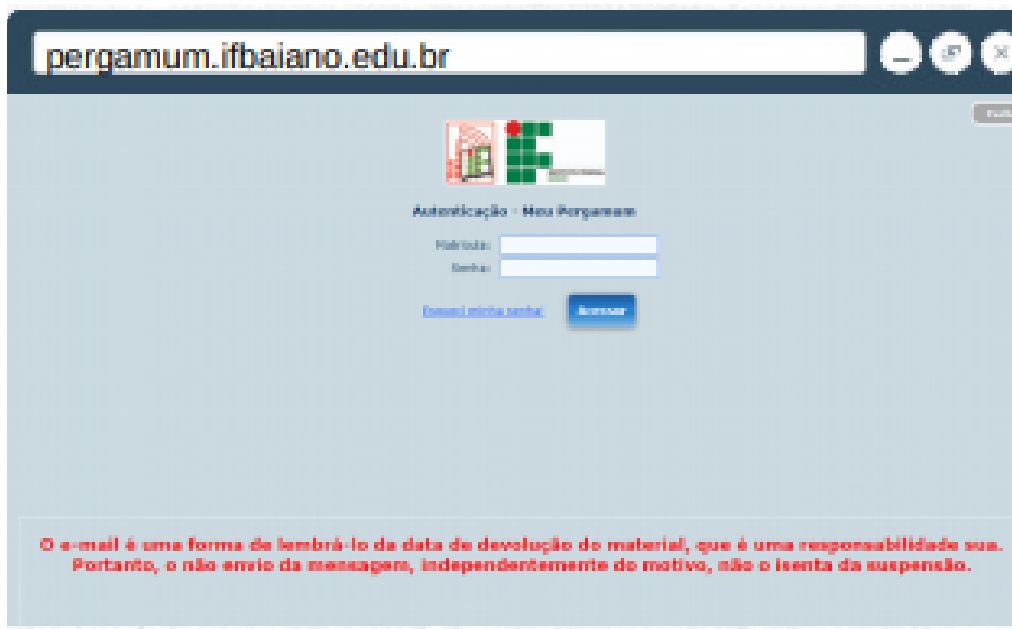 pergamum.ifbaiano.edu.br
Autenticação - Meu Pergamum
Matrícula:
Senha:
Esqueci minha senha!
Acessar
O e-mail é uma forma de lembrá-lo da data de devolução do material, que é uma responsabilidade sua.
Portanto, o não envio da mensagem, independentemente do motivo, não o isenta da suspensão.